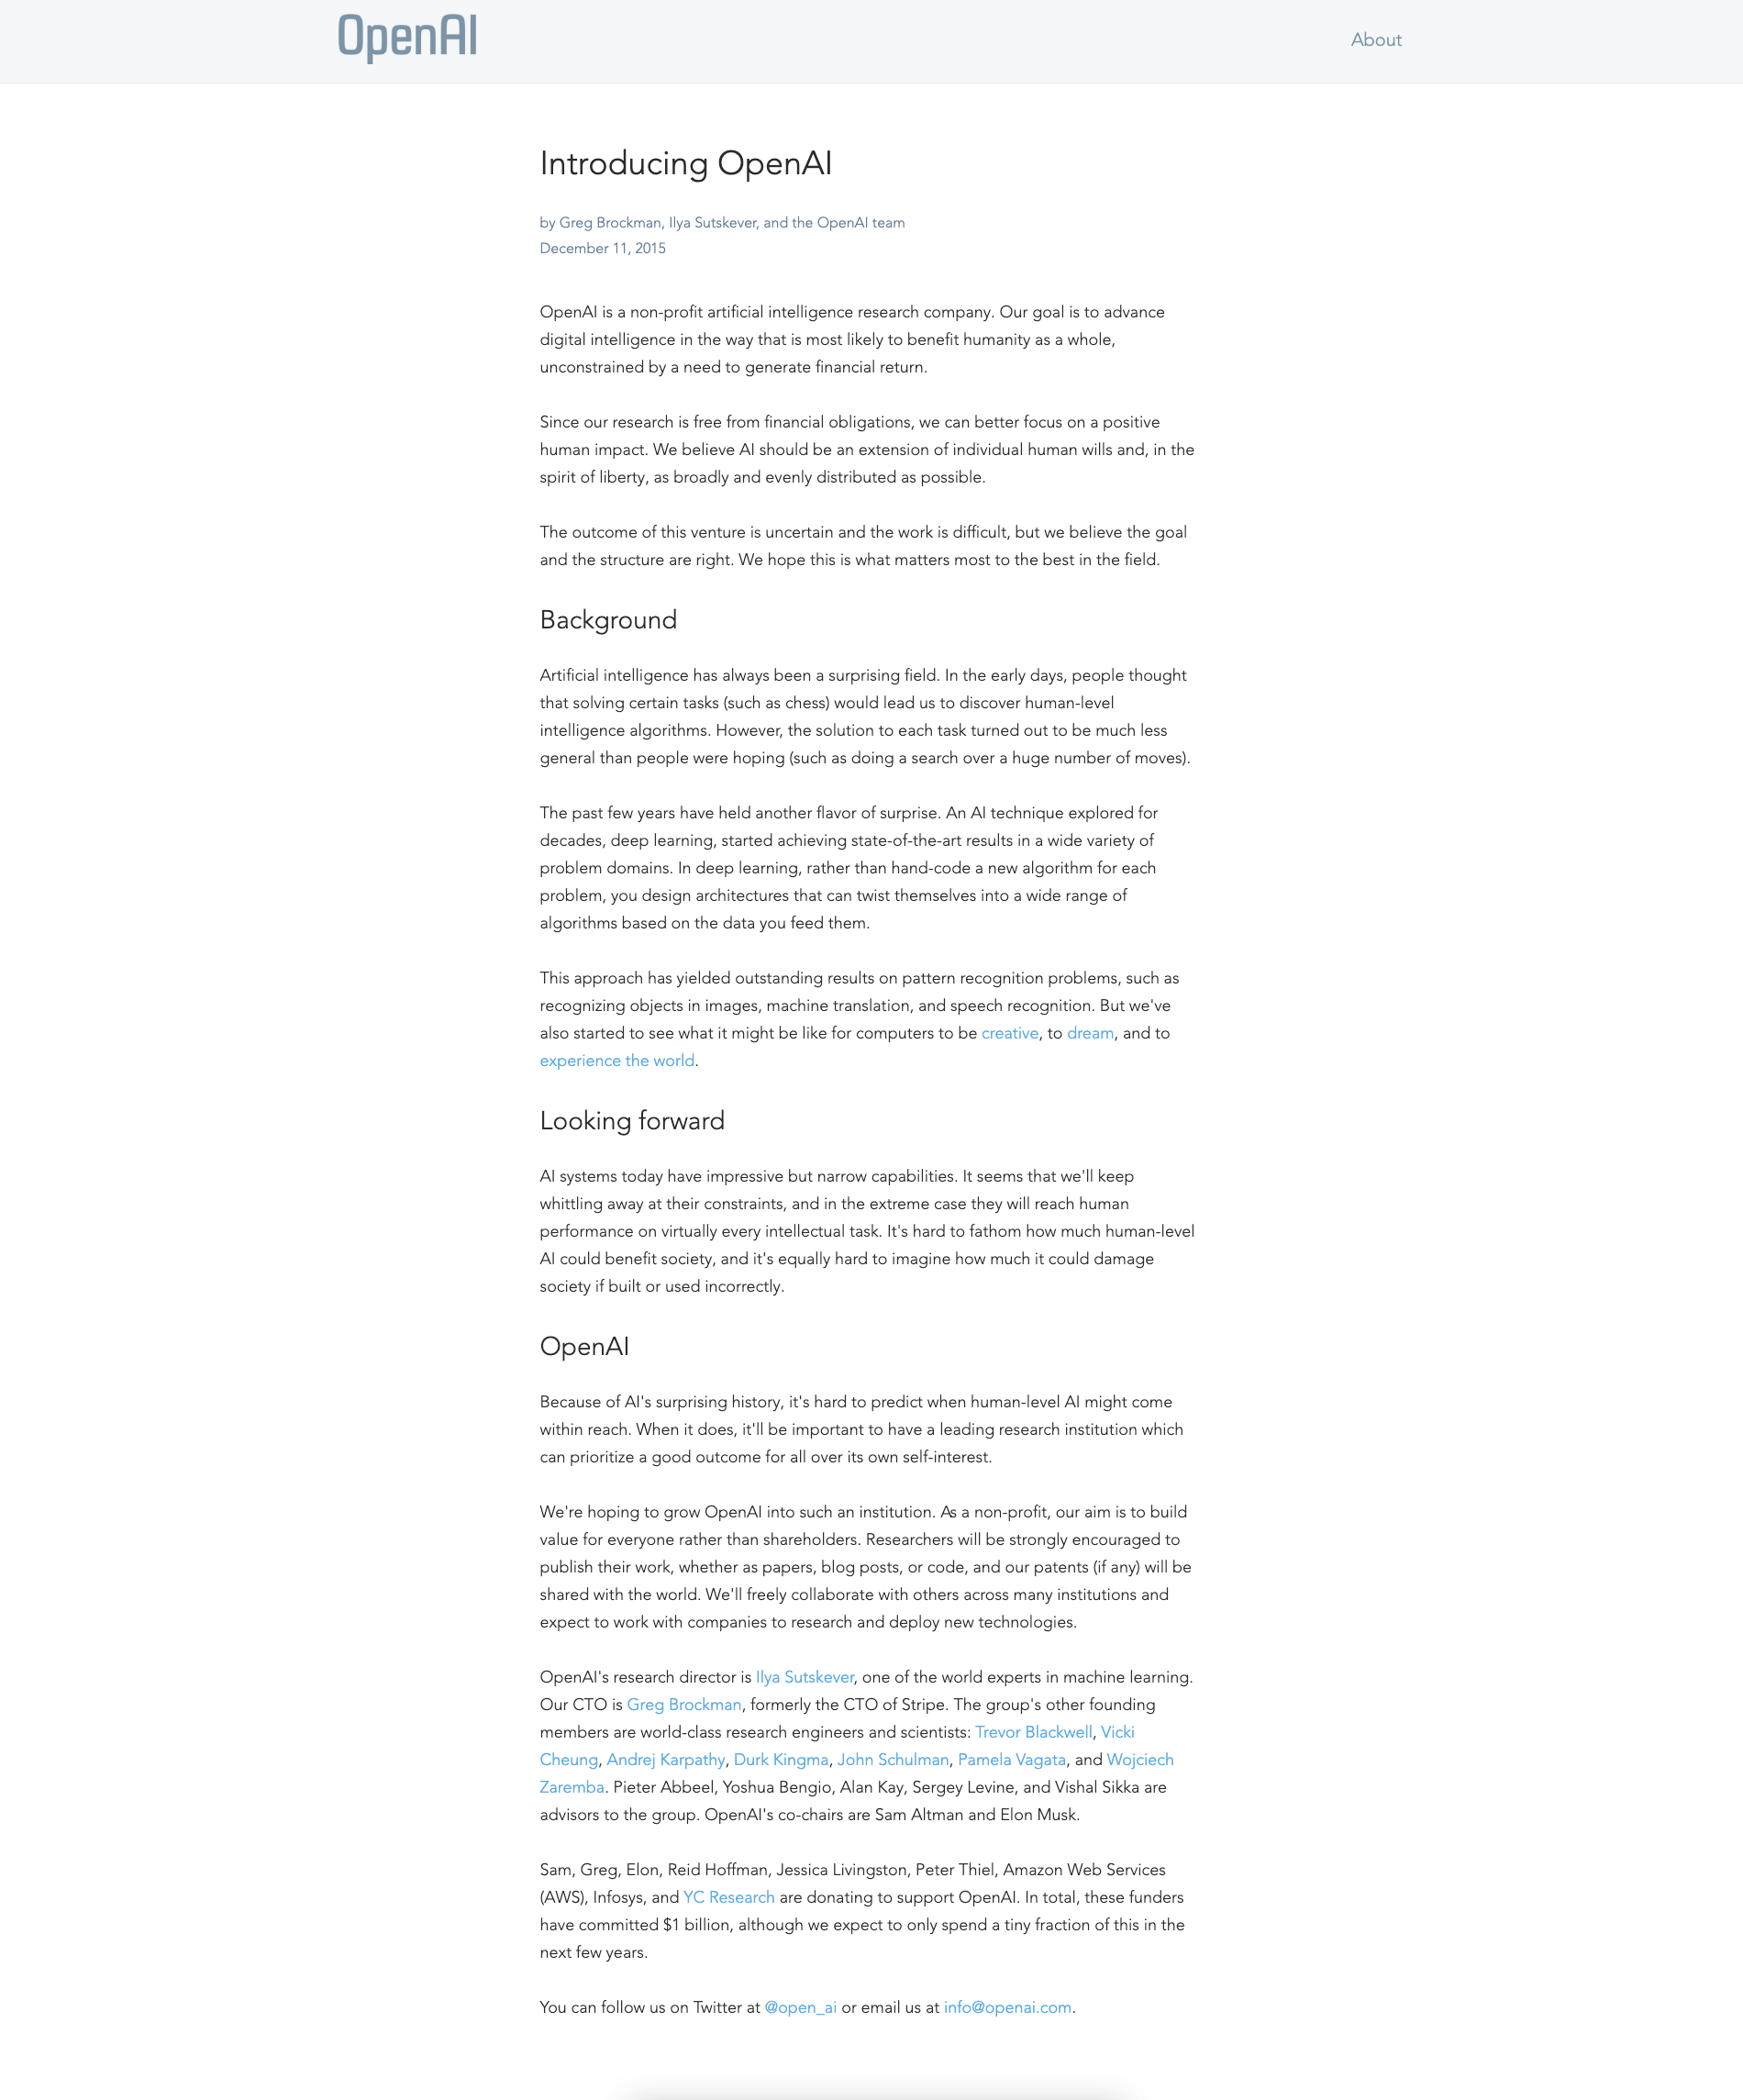 OpenAI
About
Introducing OpenAI
by Greg Brockman, Ilya Sutskever, and the OpenAI team
December 11, 2015
OpenAI is a non-profit artificial intelligence research company. Our goal is to advance
digital intelligence in the way that is most likely to benefit humanity as a whole,
unconstrained by a need to generate financial return.
Since our research is free from financial obligations, we can better focus on a positive
human impact. We believe AI should be an extension of individual human wills and, in the
spirit of liberty, as broadly and evenly distributed as possible.
The outcome of this venture is uncertain and the work is difficult, but we believe the goal
and the structure are right. We hope this is what matters most to the best in the field.
Background
Artificial intelligence has always been a surprising field. In the early days, people thought
that solving certain tasks (such as chess) would lead us to discover human-level
intelligence algorithms. However, the solution to each task turned out to be much less
general than people were hoping (such as doing a search over a huge number of moves).
The past few years have held another flavor of surprise. An AI technique explored for
decades, deep learning, started achieving state-of-the-art results in a wide variety of
problem domains. In deep learning, rather than hand-code a new algorithm for each
problem, you design architectures that can twist themselves into a wide range of
algorithms based on the data you feed them.
This approach has yielded outstanding results on pattern recognition problems, such as
recognizing objects in images, machine translation, and speech recognition. But we've
also started to see what it might be like for computers to be creative, to dream, and to
experience the world.
Looking forward
AI systems today have impressive but narrow capabilities. It seems that we'll keep
whittling away at their constraints, and in the extreme case they will reach human
performance on virtually every intellectual task. It's hard to fathom how much human-level
AI could benefit society, and it's equally hard to imagine how much it could damage
society if built or used incorrectly.
OpenAI
Because of AI's surprising history, it's hard to predict when human-level AI might come
within reach. When it does, it'll be important to have a leading research institution which
can prioritize a good outcome for all over its own self-interest.
We're hoping to grow OpenAI into such an institution. As a non-profit, our aim is to build
value for everyone rather than shareholders. Researchers will be strongly encouraged to
publish their work, whether as papers, blog posts, or code, and our patents (if any) will be
shared with the world. We'll freely collaborate with others across many institutions and
expect to work with companies to research and deploy new technologies.
OpenAI's research director is Ilya Sutskever, one of the world experts in machine learning.
Our CTO is Greg Brockman, formerly the CTO of Stripe. The group's other founding
members are world-class research engineers and scientists: Trevor Blackwell, Vicki
Cheung, Andrej Karpathy, Durk Kingma, John Schulman, Pamela Vagata, and Wojciech
Zaremba. Pieter Abbeel, Yoshua Bengio, Alan Kay, Sergey Levine, and Vishal Sikka are
advisors to the group. OpenAI's co-chairs are Sam Altman and Elon Musk.
Sam, Greg, Elon, Reid Hoffman, Jessica Livingston, Peter Thiel, Amazon Web Services
(AWS), Infosys, and YC Research are donating to support OpenAI. In total, these funders
have committed $1 billion, although we expect to only spend a tiny fraction of this in the
next few years.
You can follow us on Twitter at @open_ai or email us at info@openai.com.